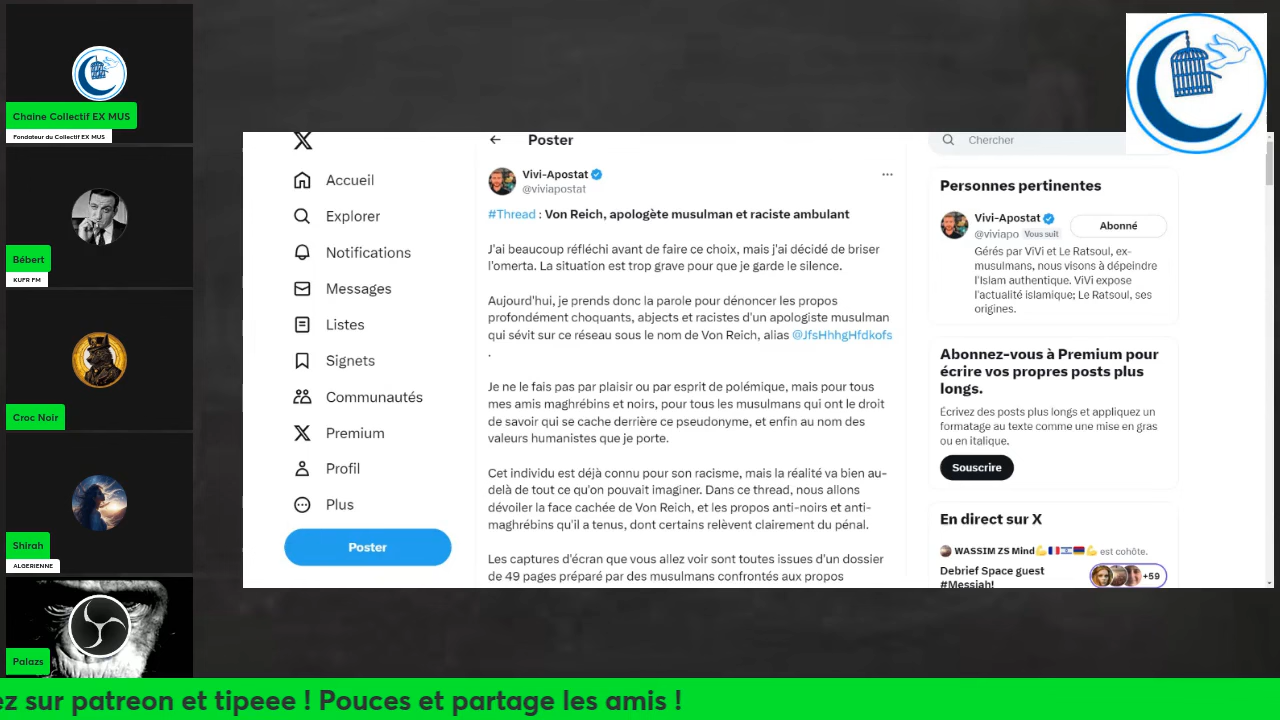 Chaine Collectif EX MUS
Fondateur du Collectif EX MUS
Bébert
KUFR FM
Croc Noir
Shirah
ALGERIENNE
Palazs
Accueil
Explorer
Notifications
Messages
Listes
Signets
Communautés
Premium
Profil
Plus
Poster
Poster
Vivi-Apostat
@viviapostat
#Thread : Von Reich, apologète musulman et raciste ambulant
J'ai beaucoup réfléchi avant de faire ce choix, mais j'ai décidé de briser
l'omerta. La situation est trop grave pour que je garde le silence.
Aujourd'hui, je prends donc la parole pour dénoncer les propos
profondément choquants, abjects et racistes d'un apologiste musulman
qui sévit sur ce réseau sous le nom de Von Reich, alias @JfsHhhgHfdkofs
.
Je ne le fais pas par plaisir ou par esprit de polémique, mais pour tous
mes amis maghrébins et noirs, pour tous les musulmans qui ont le droit
de savoir qui se cache derrière ce pseudonyme, et enfin au nom des
valeurs humanistes que je porte.
Cet individu est déjà connu pour son racisme, mais la réalité va bien au-
delà de tout ce qu'on pouvait imaginer. Dans ce thread, nous allons
dévoiler la face cachée de Von Reich, et les propos anti-noirs et anti-
maghrébins qu'il a tenus, dont certains relèvent clairement du pénal.
Les captures d'écran que vous allez voir sont toutes issues d'un dossier
de 49 pages préparé par des musulmans confrontés aux propos
Chercher
Personnes pertinentes
Vivi-Apostat
@viviapo Vous suit
Abonné
Gérés par ViVi et Le Ratsoul, ex-
musulmans, nous visons à dépeindre
l'Islam authentique. ViVi expose
l'actualité islamique; Le Ratsoul, ses
origines.
Abonnez-vous à Premium pour
écrire vos propres posts plus
longs.
Écrivez des posts plus longs et appliquez un
formatage au texte comme une mise en gras
ou en italique.
Souscrire
En direct sur X
WASSIM ZS Mind💪🇫🇷🇮🇱🇦🇲💪 est cohôte.
Debrief Space guest
#Messiah!
+59
ez sur patreon et tipeee ! Pouces et partage les amis !